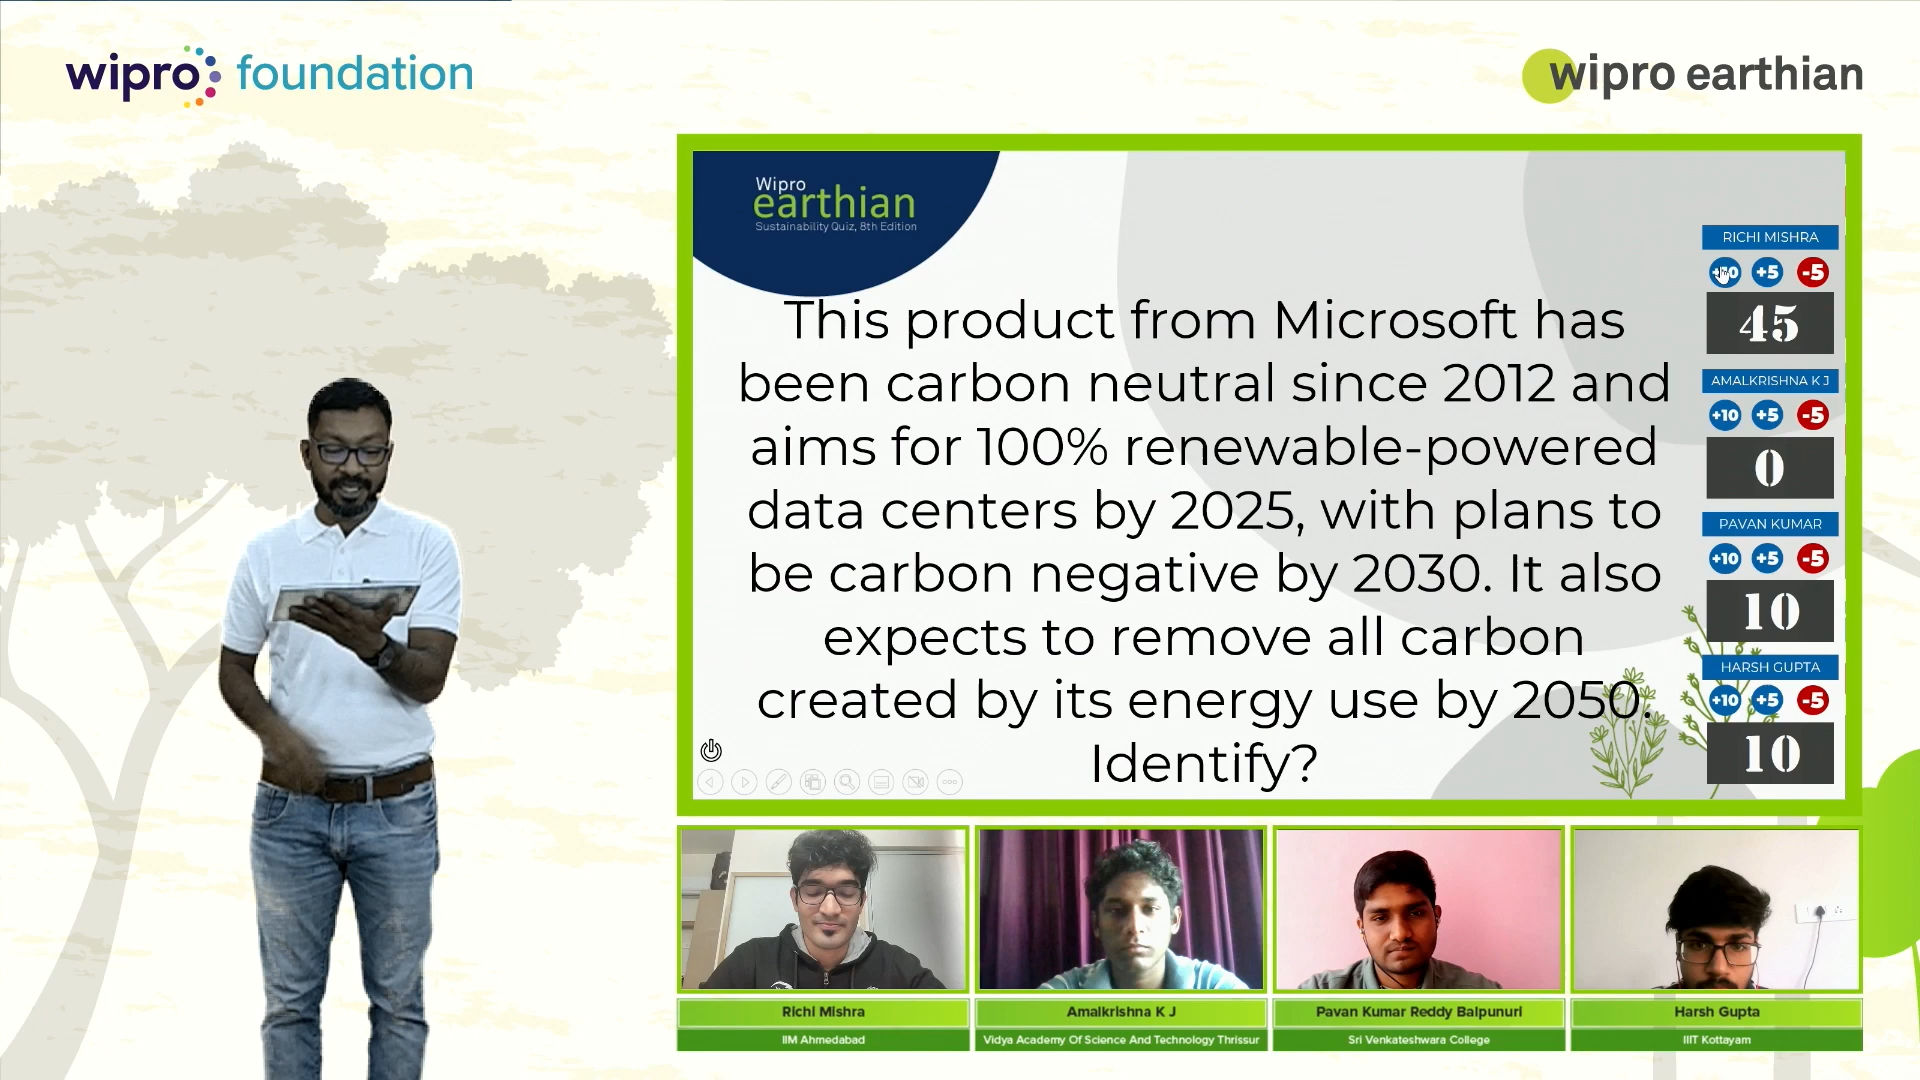 wipro foundation
wipro earthian
Wipro
earthian
Sustainability Quiz, 8th Edition
This product from Microsoft has
been carbon neutral since 2012 and
aims for 100% renewable-powered
data centers by 2025, with plans to
be carbon negative by 2030. It also
expects to remove all carbon
created by its energy use by 2050.
Identify?
RICHI MISHRA
+5 -5
45
AMALKRISHNA K J
+10 +5 -5
0
PAVAN KUMAR
+10 +5 -5
10
HARSH GUPTA
+10 +5 -5
10
Richi Mishra
IIM Ahmedabad
Amalkrishna K J
Vidya Academy Of Science And Technology Thrissur
Pavan Kumar Reddy Balpunuri
Sri Venkateshwara College
Harsh Gupta
IIIT Kottayam